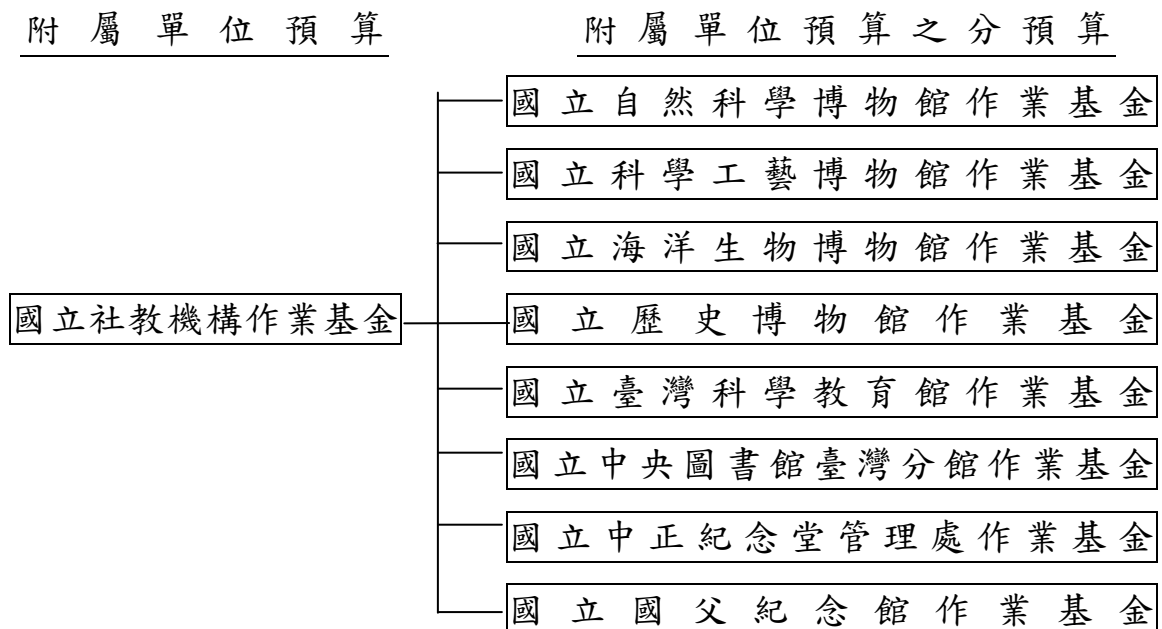 附屬單位預算
附屬單位預算之分預算
國立自然科學博物館作業基金
國立科學工藝博物館作業基金
國立海洋生物博物館作業基金
國立社教機構作業基金
國立歷史博物館作業基金
國立臺灣科學教育館作業基金
國立中央圖書館臺灣分館作業基金
國立中正紀念堂管理處作業基金
國立國父紀念館作業基金